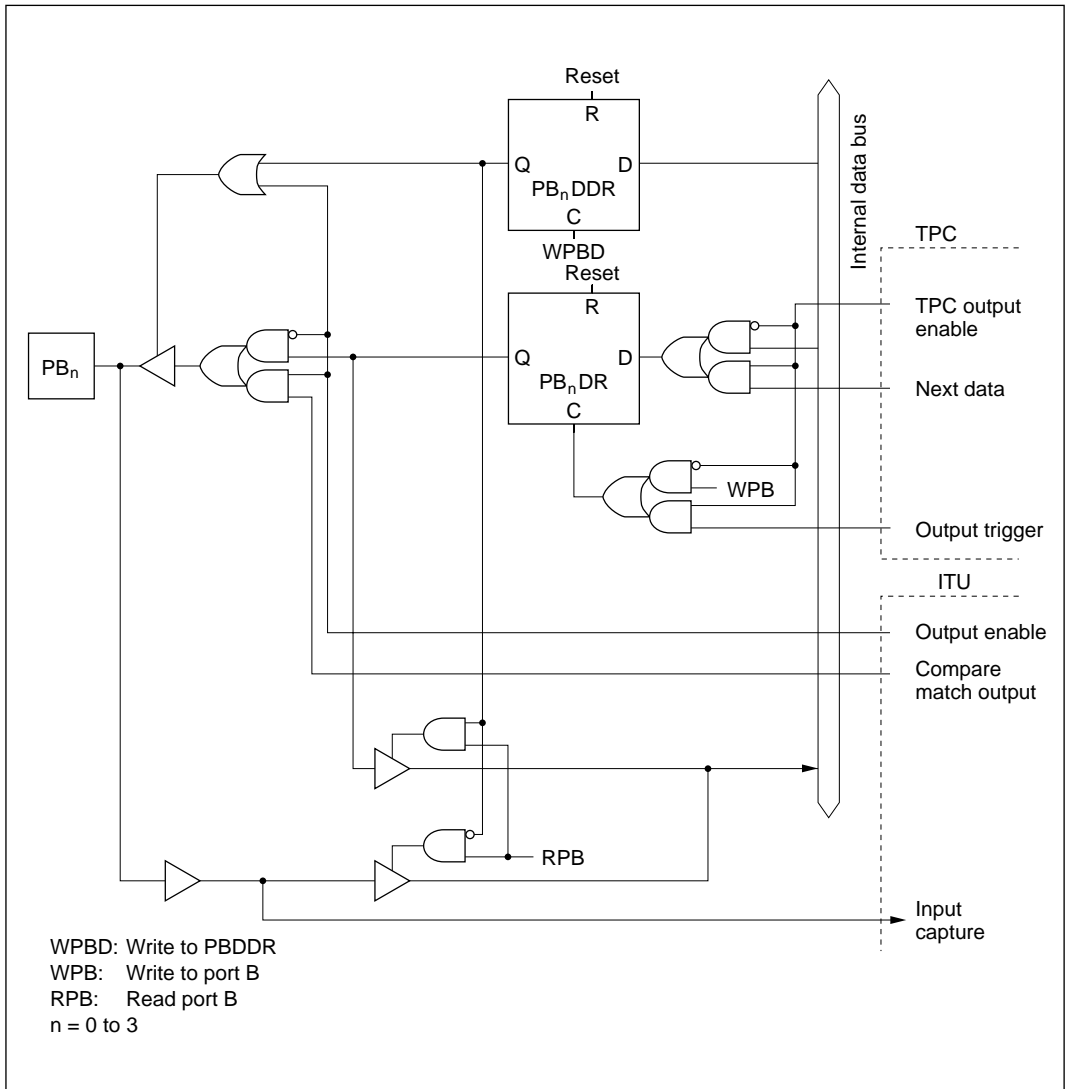 Reset
R
Q
D
PBnDDR
C
WPBD
Internal data bus
TPC
Reset
R
TPC output
enable
PBn
Q
D
PBnDR
C
Next data
WPB
Output trigger
ITU
Output enable
Compare
match output
RPB
Input
capture
WPBD: Write to PBDDR
WPB: Write to port B
RPB: Read port B
n = 0 to 3